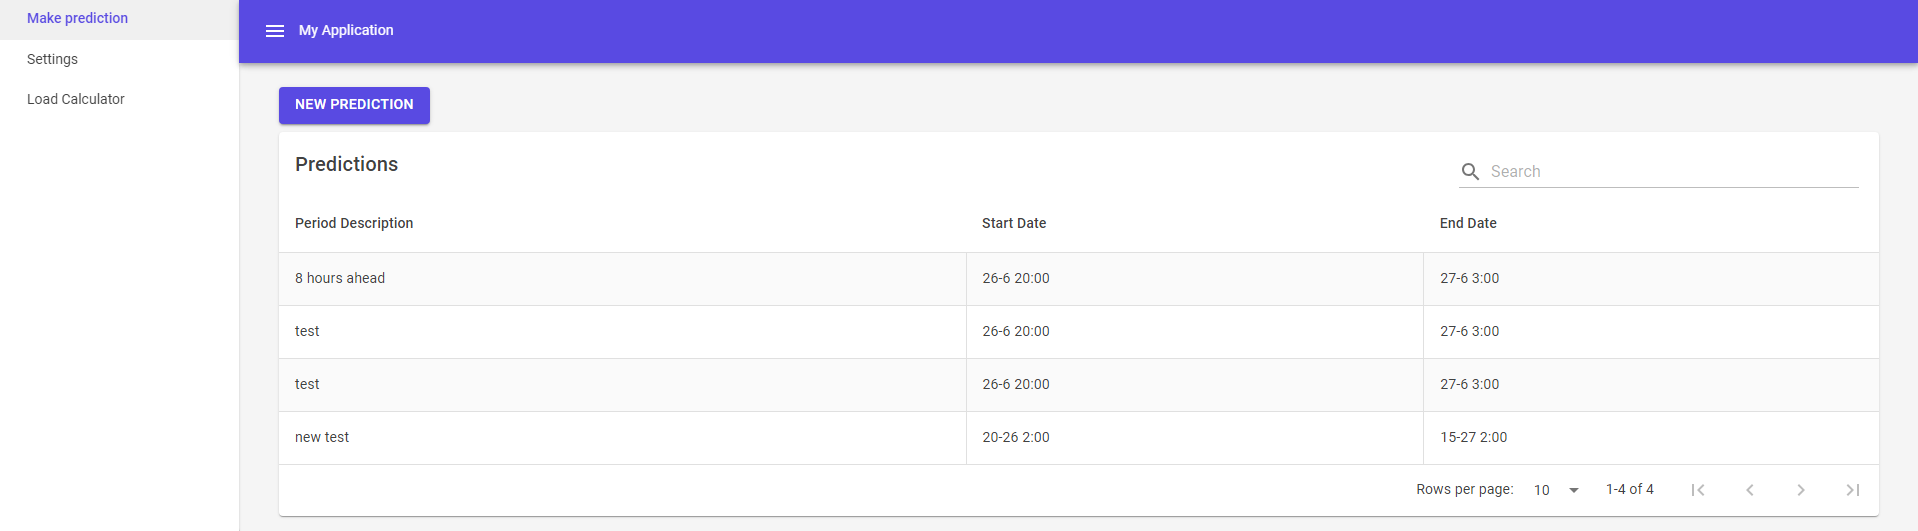 Make prediction
Settings
Load Calculator
My Application
NEW PREDICTION
Predictions
Search
Period Description Start Date End Date
8 hours ahead 26-6 20:00 27-6 3:00
test 26-6 20:00 27-6 3:00
test 26-6 20:00 27-6 3:00
new test 20-26 2:00 15-27 2:00
Rows per page: 10 1-4 of 4